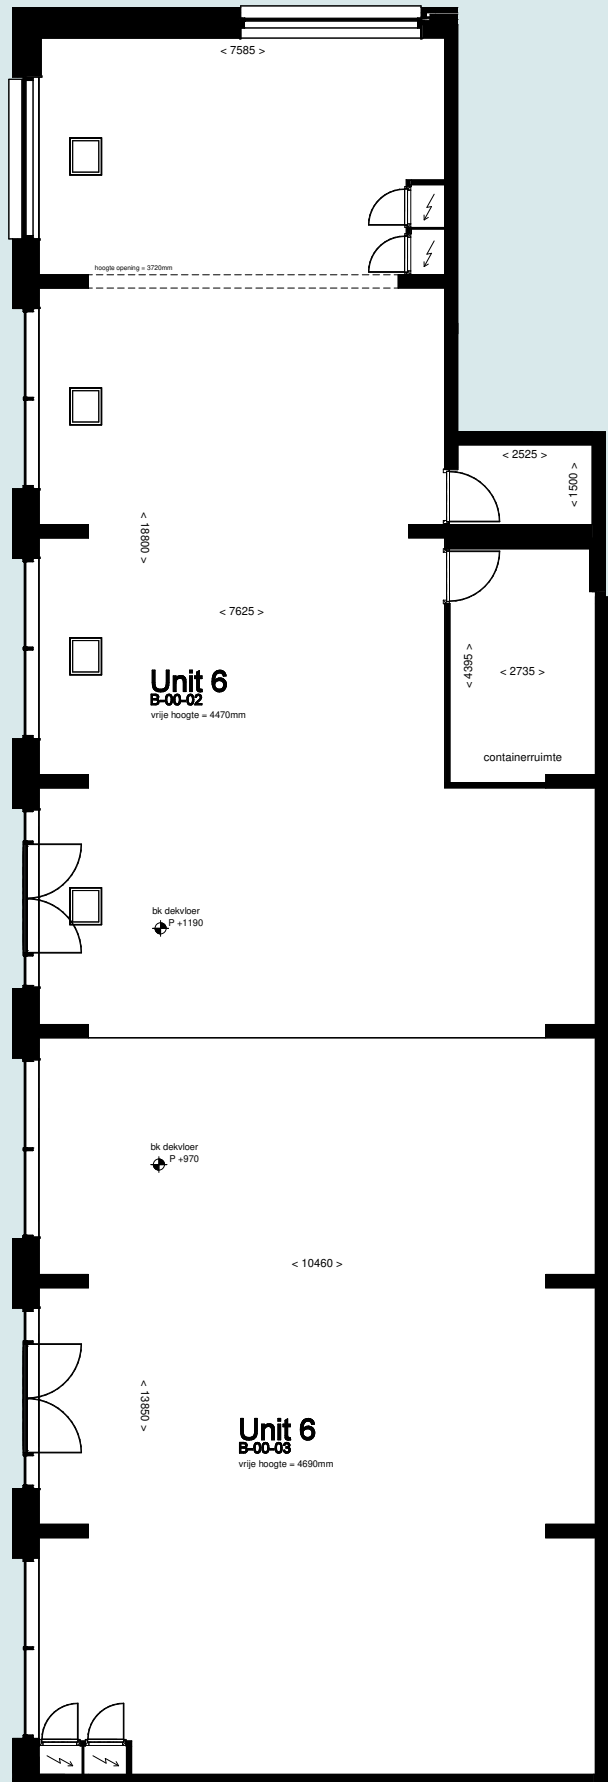 < 7585 >
hoogte opening = 3720mm
< 2525 >
< 1500 >
< 18800 >
< 7625 >
< 4395 >
< 2735 >
Unit 6
B-00-02
vrije hoogte = 4470mm
containerruimte
bk dekvloer
P +1190
bk dekvloer
P +970
< 10460 >
< 13850 >
Unit 6
B-00-03
vrije hoogte = 4690mm